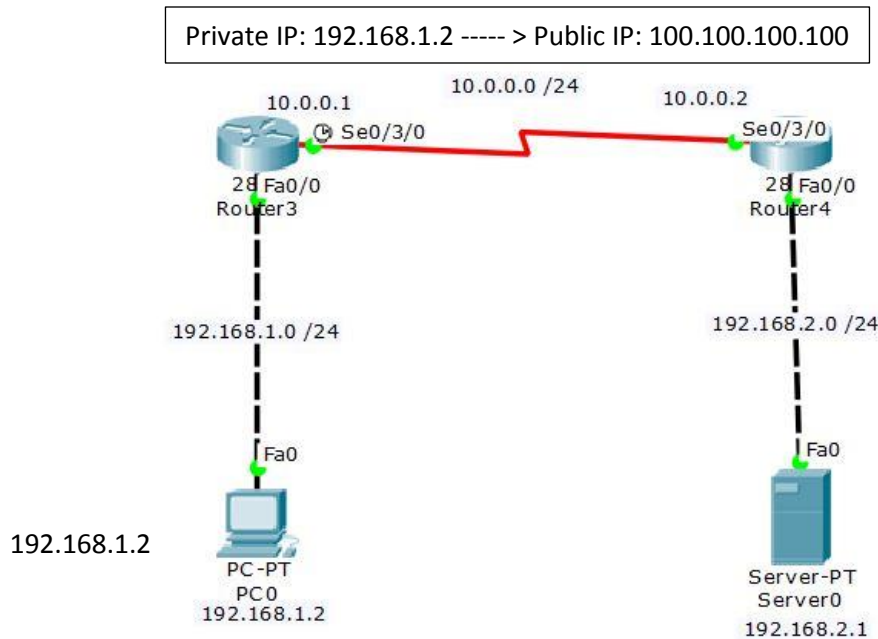 Private IP: 192.168.1.2 ----- > Public IP: 100.100.100.100
10.0.0.0 /24
10.0.0.1
10.0.0.2
Se0/3/0
Se0/3/0
28 Fa0/0
Router3
28 Fa0/0
Router4
192.168.1.0 /24
192.168.2.0 /24
Fa0
Fa0
192.168.1.2
PC-PT
PC0
192.168.1.2
Server-PT
Server0
192.168.2.1